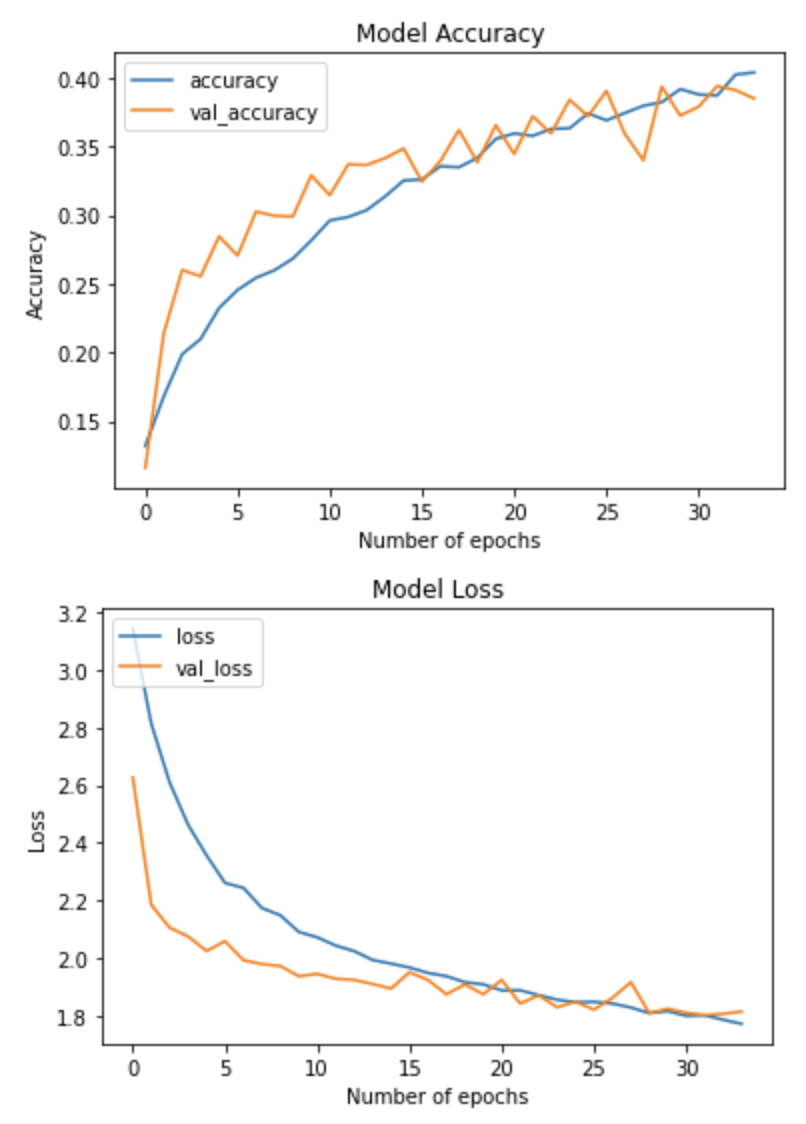 Model Accuracy
accuracy
val_accuracy
0.40
0.35
0.30
0.25
0.20
0.15
Accuracy
0 5 10 15 20 25 30
Number of epochs
Model Loss
loss
val_loss
3.2
3.0
2.8
2.6
2.4
2.2
2.0
1.8
Loss
0 5 10 15 20 25 30
Number of epochs